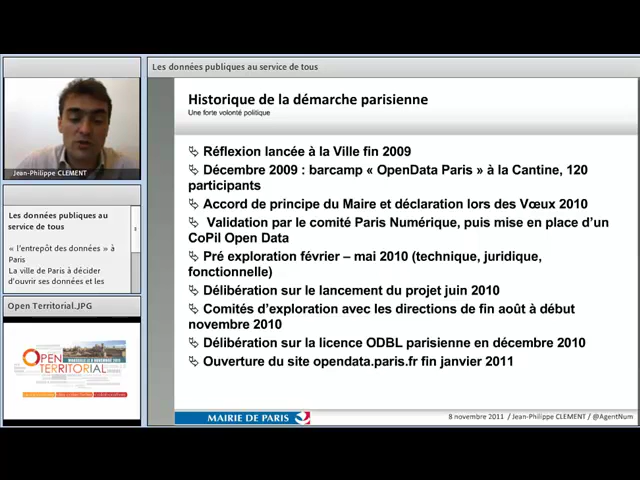 Les données publiques au service de tous
Historique de la démarche parisienne
Une forte volonté politique
Réflexion lancée à la Ville fin 2009
Décembre 2009 : barcamp « OpenData Paris » à la Cantine, 120
participants
Accord de principe du Maire et déclaration lors des Vœux 2010
Validation par le comité Paris Numérique, puis mise en place d'un
CoPil Open Data
Pré exploration février – mai 2010 (technique, juridique,
fonctionnelle)
Délibération sur le lancement du projet juin 2010
Comités d'exploration avec les directions de fin août à début
novembre 2010
Délibération sur la licence ODBL parisienne en décembre 2010
Ouverture du site opendata.paris.fr fin janvier 2011
MAIRIE DE PARIS
8 novembre 2011 / Jean-Philippe CLEMENT / @AgentNum
Jean-Philippe CLEMENT
Les données publiques au
service de tous
« l'entrepôt des données » à
Paris
La ville de Paris à décider
d'ouvrir ses données et les
Open Territorial.JPG
OPEN
TERRITORIAL